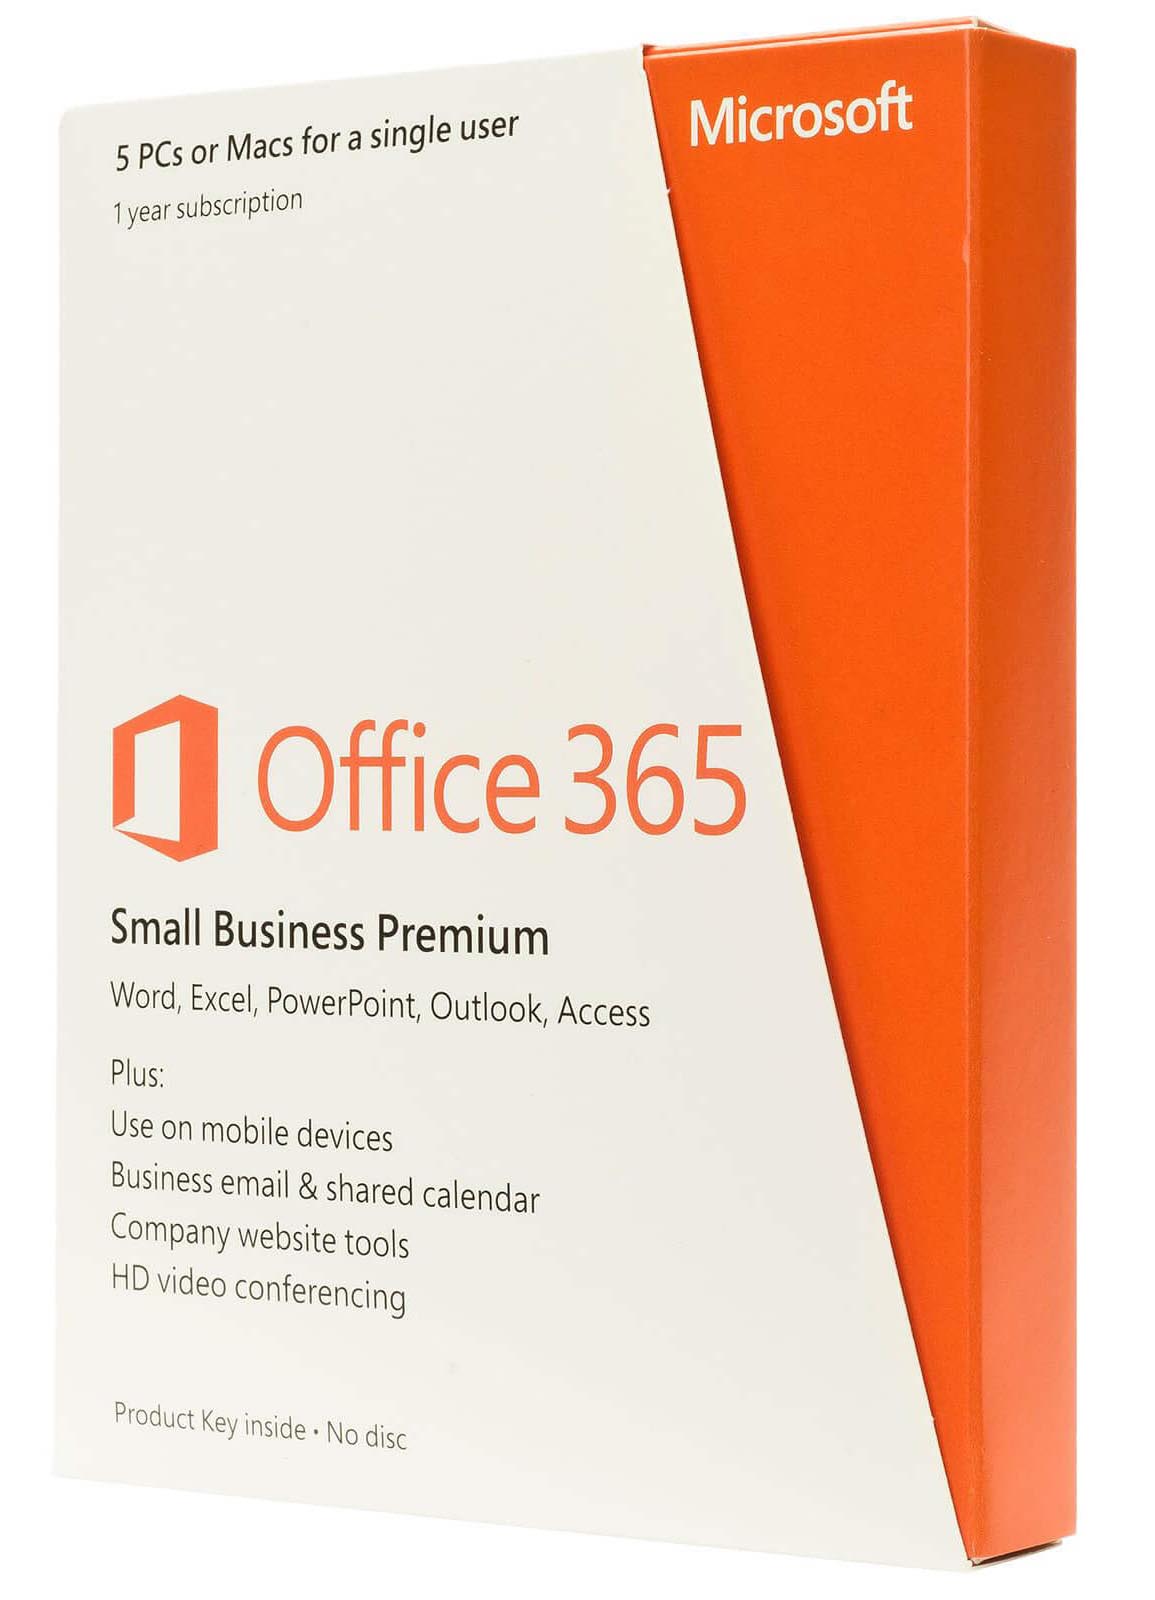 5 PCs or Macs for a single user
1 year subscription
Microsoft
Office 365
Small Business Premium
Word, Excel, PowerPoint, Outlook, Access
Plus:
Use on mobile devices
Business email & shared calendar
Company website tools
HD video conferencing
Product Key inside • No disc